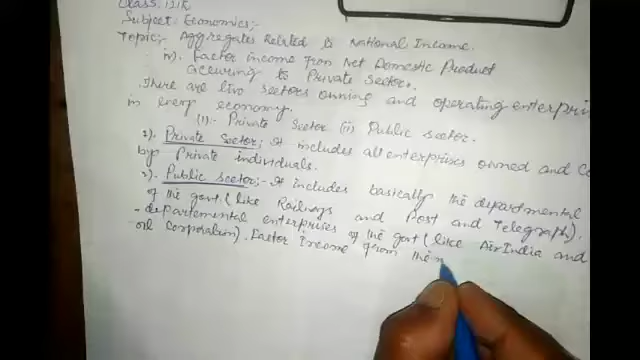 Class: 12th
Subject: Economics;-
Topic;- Aggregates Related to National Income.
iv). Factor income from Net Domestic Product
accuring to Private Sector.
There are two sectors owning and operating enterpri
in every economy.
(i):- Private Sector (ii) Public sector.
1). Private Sector; It includes all enterprises owned and Co
by Private individuals.
2). Public sector;- It includes basically the departmental
of the govt (like Railways and Post and Telegraph).
-departemental enterprises of the govt (like AirIndia and
oil Corporation). Factor Income from the